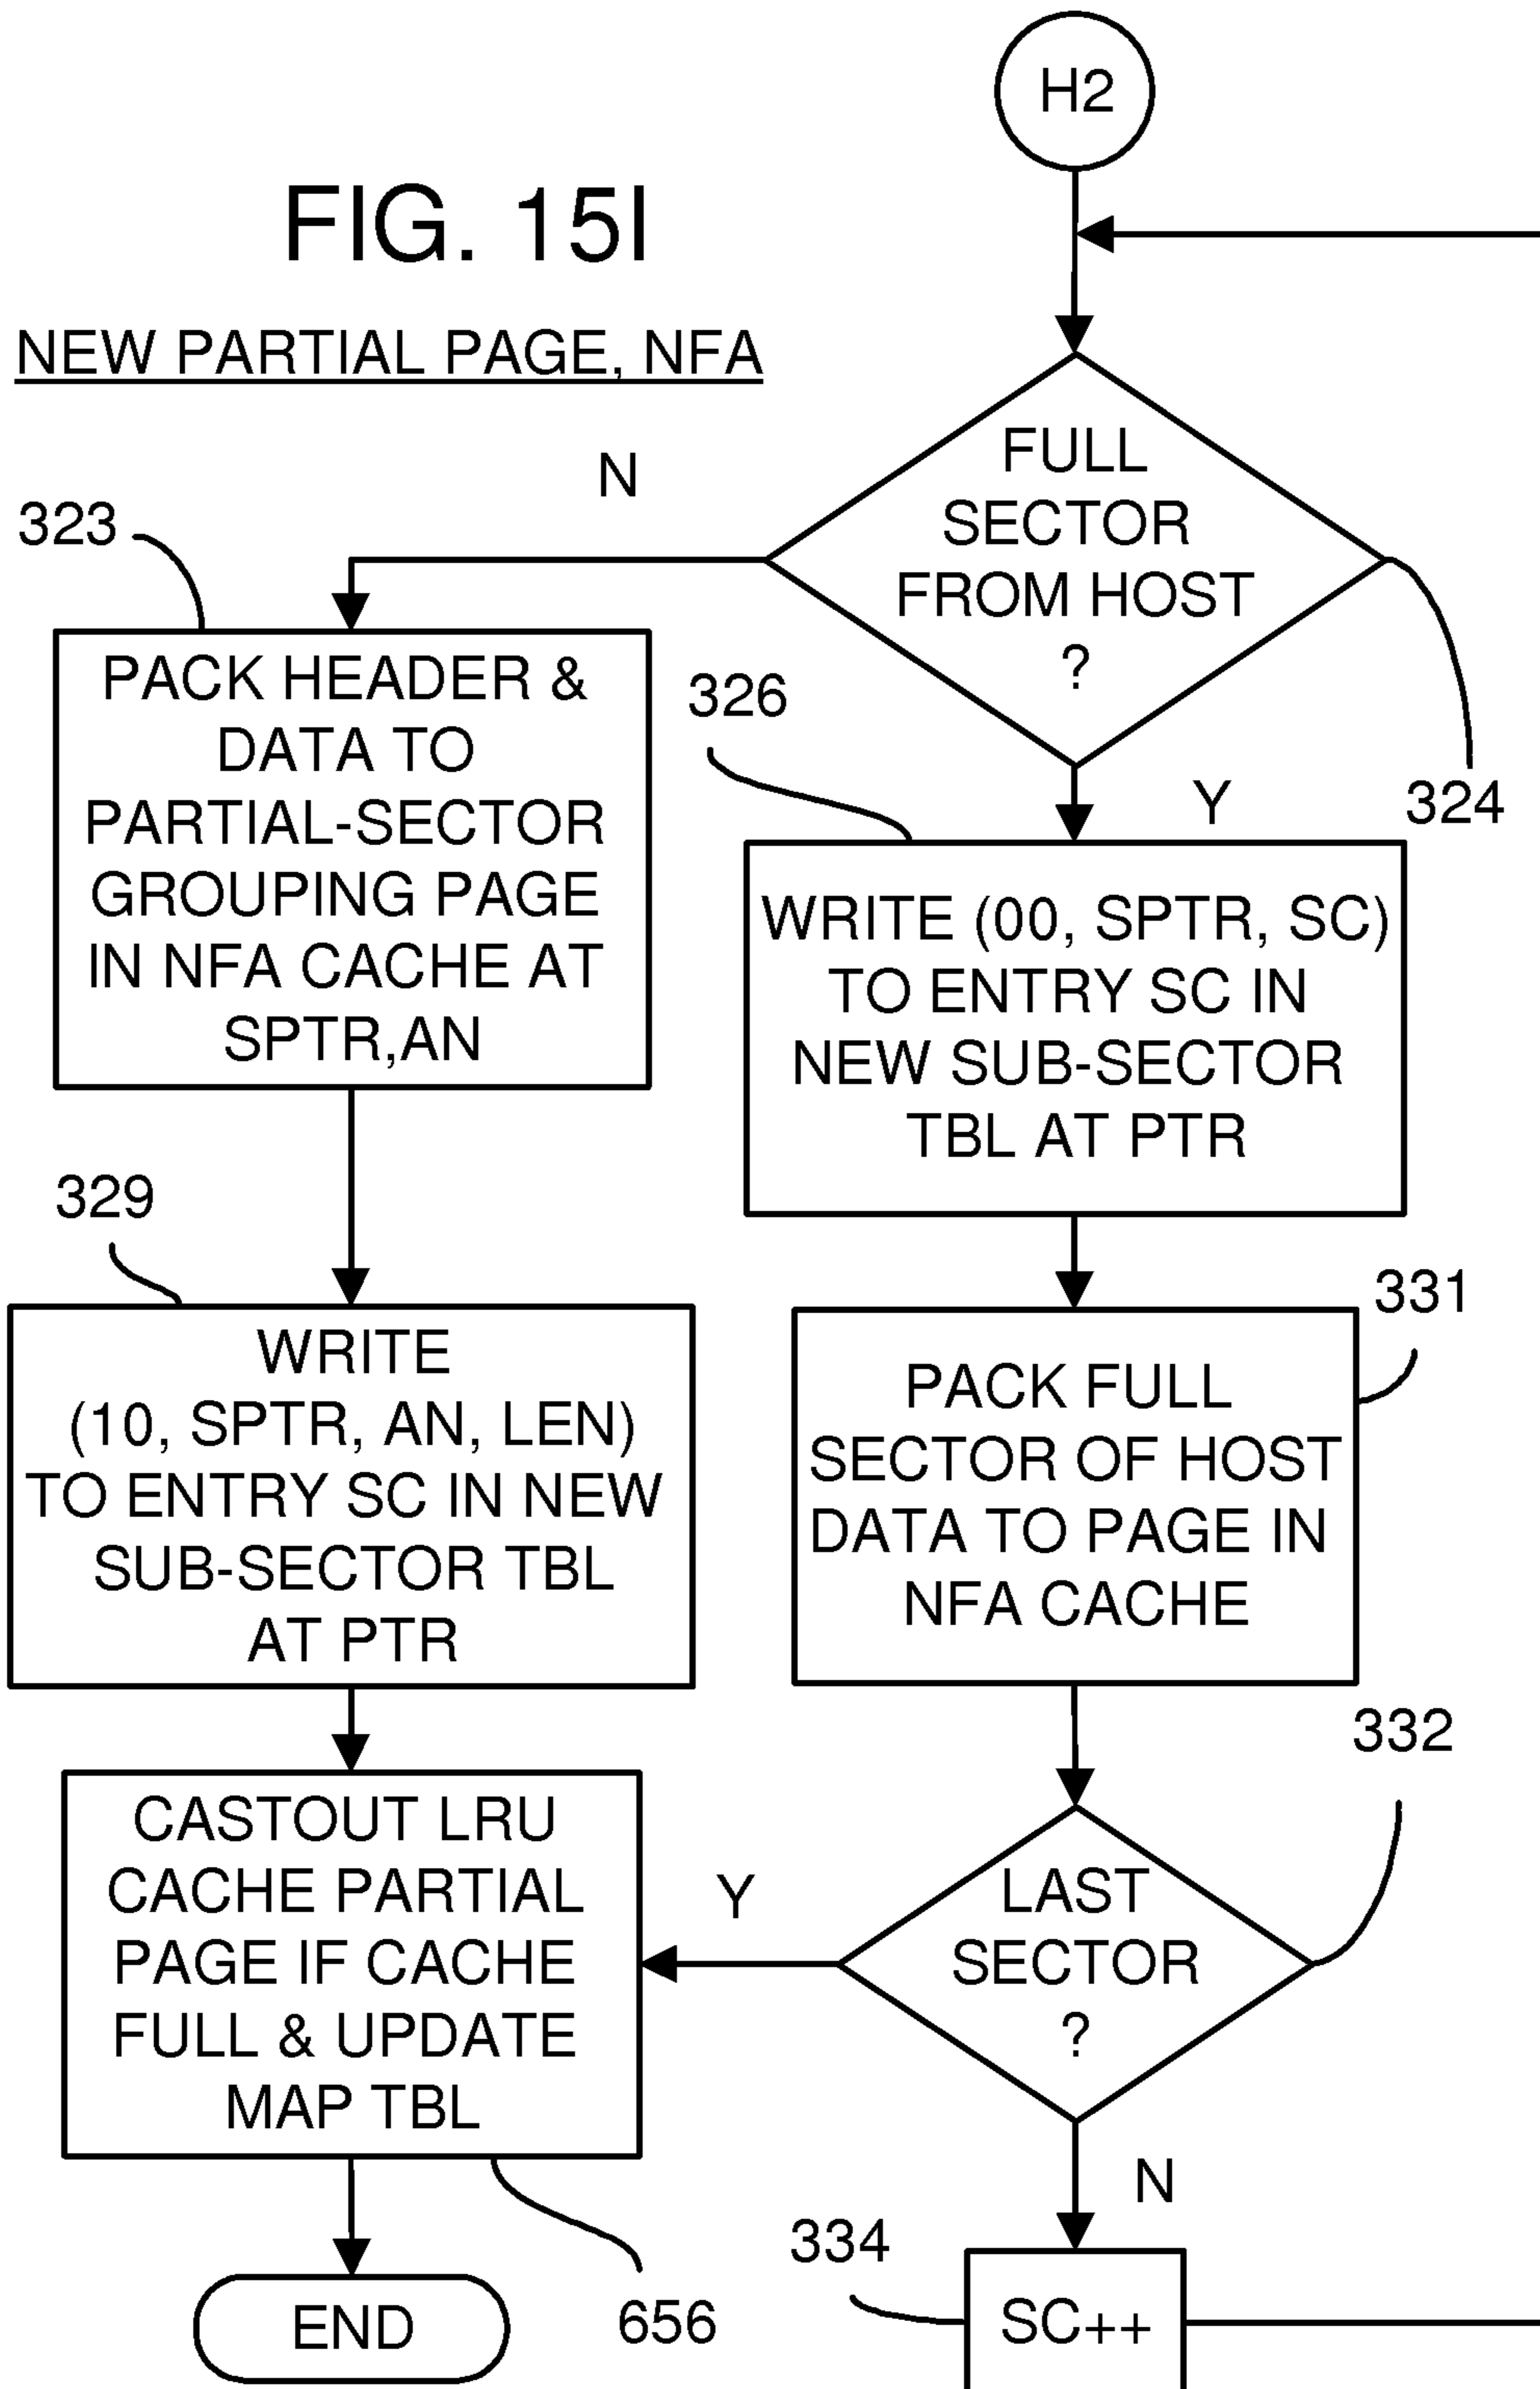 H2
FIG. 15I
NEW PARTIAL PAGE, NFA
FULL
SECTOR
FROM HOST
?
N
Y
324
323
PACK HEADER &
DATA TO
PARTIAL-SECTOR
GROUPING PAGE
IN NFA CACHE AT
SPTR,AN
326
WRITE (00, SPTR, SC)
TO ENTRY SC IN
NEW SUB-SECTOR
TBL AT PTR
329
WRITE
(10, SPTR, AN, LEN)
TO ENTRY SC IN NEW
SUB-SECTOR TBL
AT PTR
331
PACK FULL
SECTOR OF HOST
DATA TO PAGE IN
NFA CACHE
332
CASTOUT LRU
CACHE PARTIAL
PAGE IF CACHE
FULL & UPDATE
MAP TBL
Y
LAST
SECTOR
?
N
334
SC++
656
END